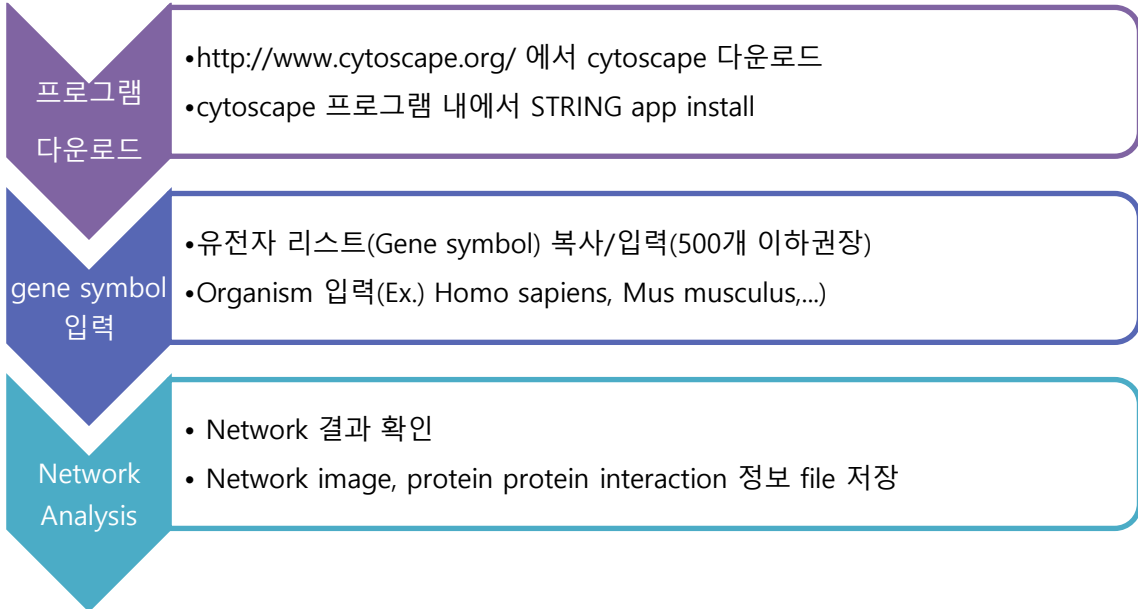 프로그램
다운로드
•http://www.cytoscape.org/ 에서 cytoscape 다운로드
•cytoscape 프로그램 내에서 STRING app install
gene symbol
입력
•유전자 리스트(Gene symbol) 복사/입력(500개 이하권장)
•Organism 입력(Ex.) Homo sapiens, Mus musculus,...)
Network
Analysis
• Network 결과 확인
• Network image, protein protein interaction 정보 file 저장